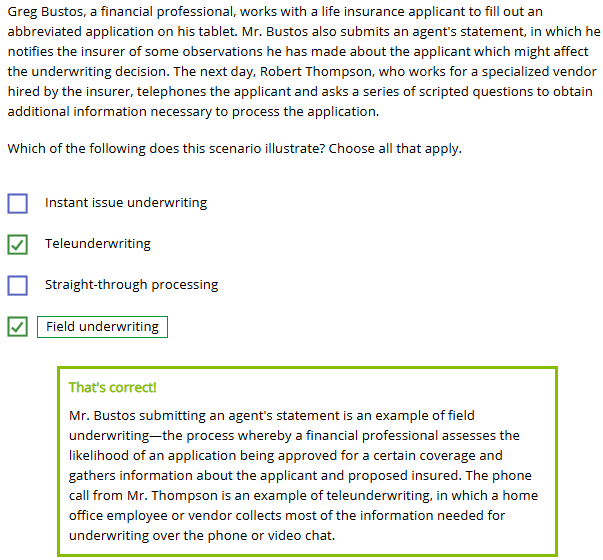 Greg Bustos, a financial professional, works with a life insurance applicant to fill out an
abbreviated application on his tablet. Mr. Bustos also submits an agent's statement, in which he
notifies the insurer of some observations he has made about the applicant which might affect
the underwriting decision. The next day, Robert Thompson, who works for a specialized vendor
hired by the insurer, telephones the applicant and asks a series of scripted questions to obtain
additional information necessary to process the application.
Which of the following does this scenario illustrate? Choose all that apply.
Instant issue underwriting
Teleunderwriting
Straight-through processing
Field underwriting
That's correct!
Mr. Bustos submitting an agent's statement is an example of field
underwriting—the process whereby a financial professional assesses the
likelihood of an application being approved for a certain coverage and
gathers information about the applicant and proposed insured. The phone
call from Mr. Thompson is an example of teleunderwriting, in which a home
office employee or vendor collects most of the information needed for
underwriting over the phone or video chat.